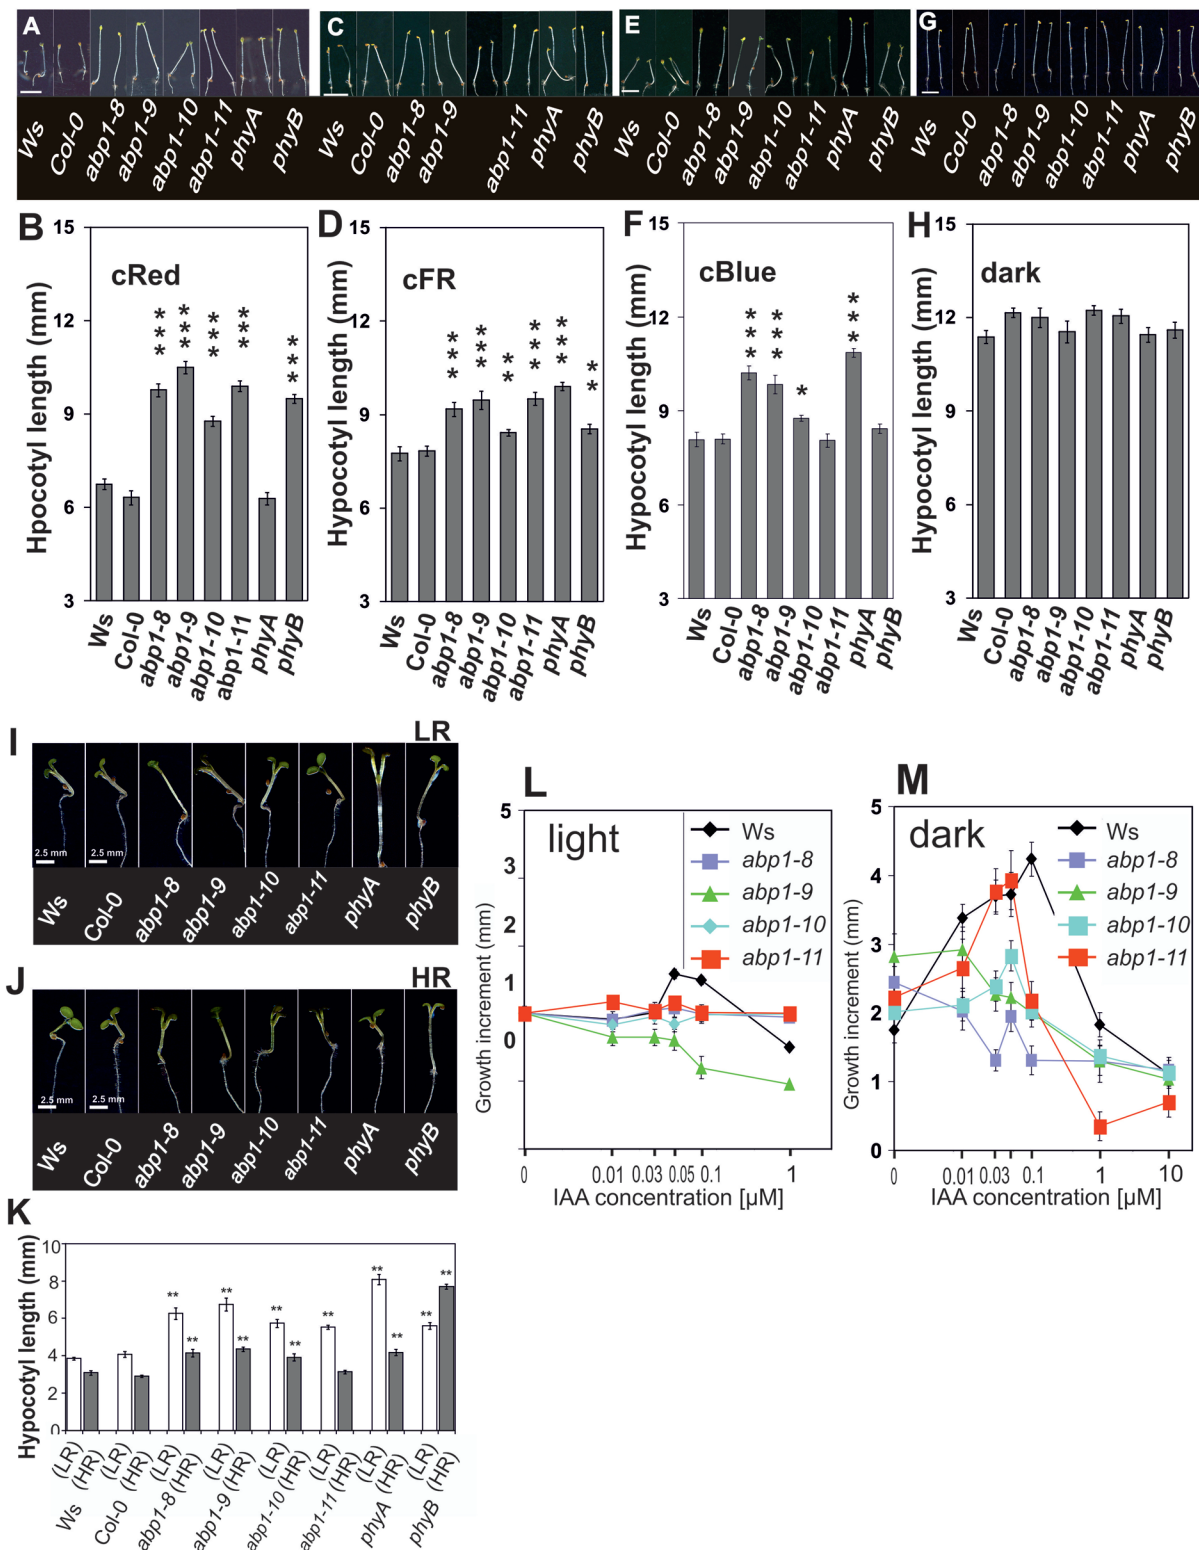 A
C
E
G
Ws
Col-0
abp1-8
abp1-9
abp1-10
abp1-11
phyA
phyB
Ws
Col-0
abp1-8
abp1-9
abp1-11
phyA
phyB
Ws
Col-0
abp1-8
abp1-9
abp1-10
abp1-11
phyA
phyB
Ws
Col-0
abp1-8
abp1-9
abp1-10
abp1-11
phyA
phyB
B
Hpocotyl length (mm)
15
12
9
6
3
cRed
***
***
***
***
***
Ws
Col-0
abp1-8
abp1-9
abp1-10
abp1-11
phyA
phyB
D
Hypocotyl length (mm)
15
12
9
6
3
cFR
***
***
**
***
***
**
Ws
Col-0
abp1-8
abp1-9
abp1-10
abp1-11
phyA
phyB
F
Hypocotyl length (mm)
15
12
9
6
3
cBlue
***
***
*
***
Ws
Col-0
abp1-8
abp1-9
abp1-10
abp1-11
phyA
phyB
H
Hypocotyl length (mm)
15
12
9
6
3
dark
Ws
Col-0
abp1-8
abp1-9
abp1-10
abp1-11
phyA
phyB
I
LR
2.5 mm
2.5 mm
Ws
Col-0
abp1-8
abp1-9
abp1-10
abp1-11
phyA
phyB
J
HR
2.5 mm
2.5 mm
Ws
Col-0
abp1-8
abp1-9
abp1-10
abp1-11
phyA
phyB
K
Hypocotyl length (mm)
10
8
6
4
2
0
**
**
**
**
**
**
**
**
**
**
**
(LR)
(HR)
(LR)
(HR)
(LR)
(HR)
(LR)
(HR)
(LR)
(HR)
(LR)
(HR)
(LR)
(HR)
(LR)
(HR)
Ws
Col-0
abp1-8
abp1-9
abp1-10
abp1-11
phyA
phyB
L
light
Growth increment (mm)
5
3
2
1
0
Ws
abp1-8
abp1-9
abp1-10
abp1-11
0
0.01
0.03
0.05
0.1
1
IAA concentration [µM]
M
dark
Growth increment (mm)
5
4
3
2
1
0
Ws
abp1-8
abp1-9
abp1-10
abp1-11
0
0.01
0.03
0.1
1
10
IAA concentration [µM]